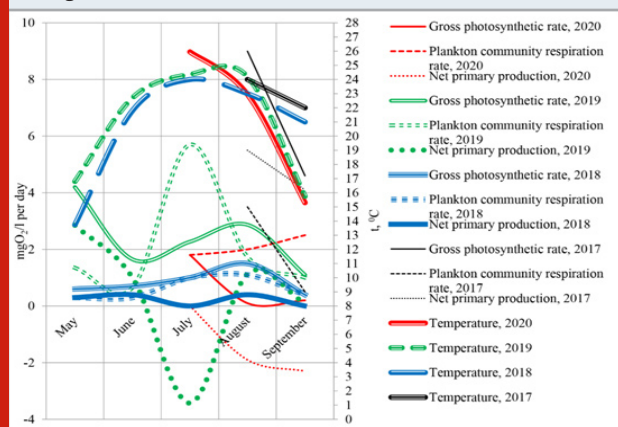 10
8
6
4
2
0
-2
-4
mgO₂/l per day
May
June
July
August
September
28
27
26
25
24
23
22
21
20
19
18
17
16
15
14
13
12
11
10
9
8
7
6
5
4
3
2
1
0
t, ⁰C
Gross photosynthetic rate, 2020
Plankton community respiration
rate, 2020
Net primary production, 2020
Gross photosynthetic rate, 2019
Plankton community respiration
rate, 2019
Net primary production, 2019
Gross photosynthetic rate, 2018
Plankton community respiration
rate, 2018
Net primary production, 2018
Gross photosynthetic rate, 2017
Plankton community respiration
rate, 2017
Net primary production, 2017
Temperature, 2020
Temperature, 2019
Temperature, 2018
Temperature, 2017